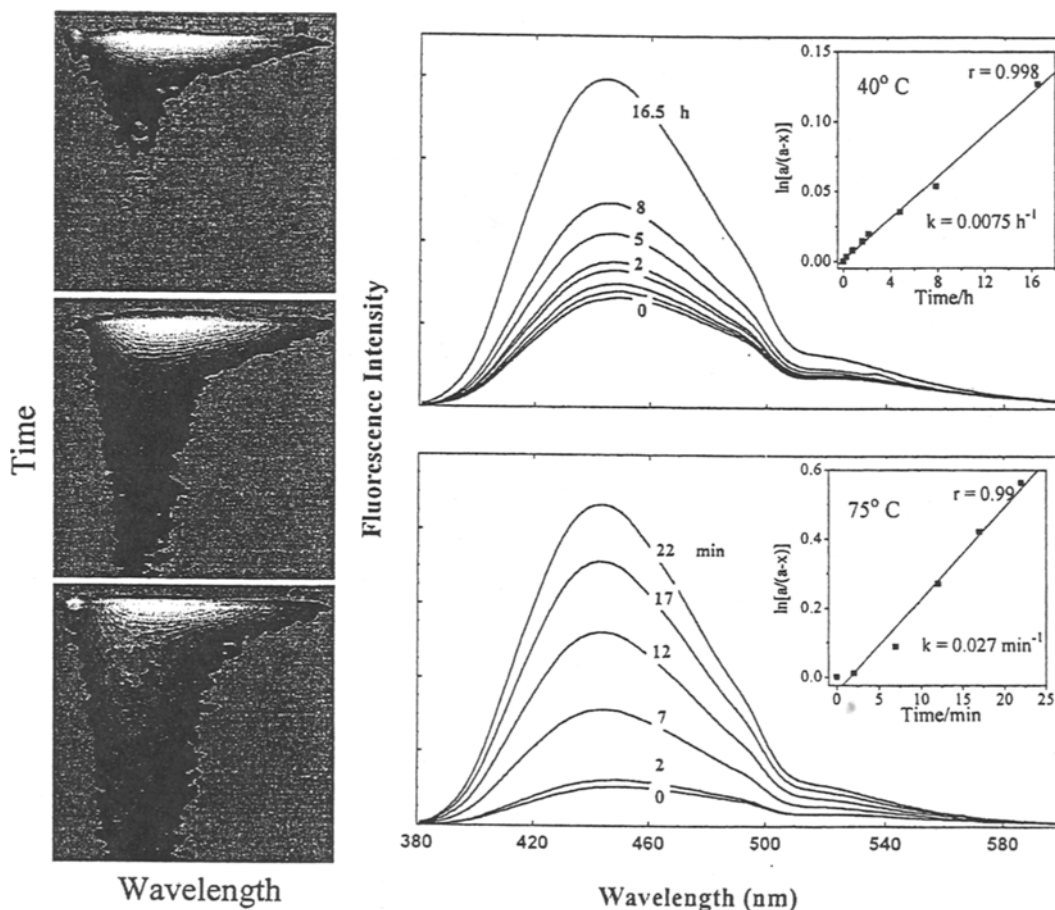 Time
Wavelength
Fluorescence Intensity
16.5 h
8
5
2
0
0.15
0.10
0.05
0.00
ln[a/(a-x)]
40° C
r = 0.998
k = 0.0075 h⁻¹
0 4 8 12 16
Time/h
22 min
17
12
7
2
0
0.6
0.4
0.2
0.0
ln[a/(a-x)]
75° C
r = 0.99
k = 0.027 min⁻¹
0 5 10 15 20 25
Time/min
380 420 460 500 540 580
Wavelength (nm)